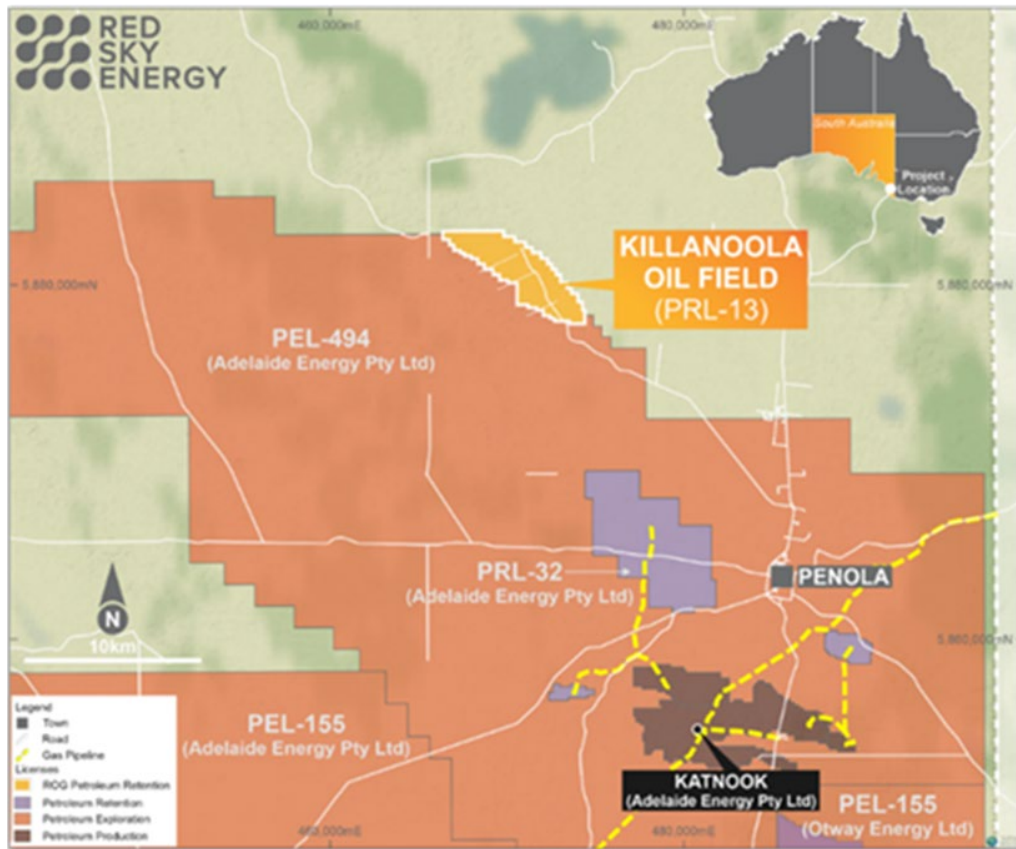 RED
SKY
ENERGY
460,000mE
480,000mE
South Australia
Project
Location
KILLANOOLA
OIL FIELD
(PRL-13)
5,880,000mN
5,880,000mN
PEL-494
(Adelaide Energy Pty Ltd)
PRL-32
(Adelaide Energy Pty Ltd)
PENOLA
N
10km
5,860,000mN
PEL-155
(Adelaide Energy Pty Ltd)
KATNOOK
(Adelaide Energy Pty Ltd)
PEL-155
(Otway Energy Ltd)
Legend
Town
Road
Gas Pipeline
Licenses
ROG Petroleum Retention
Petroleum Retention
Petroleum Exploration
Petroleum Production
460,000mE
480,000mE